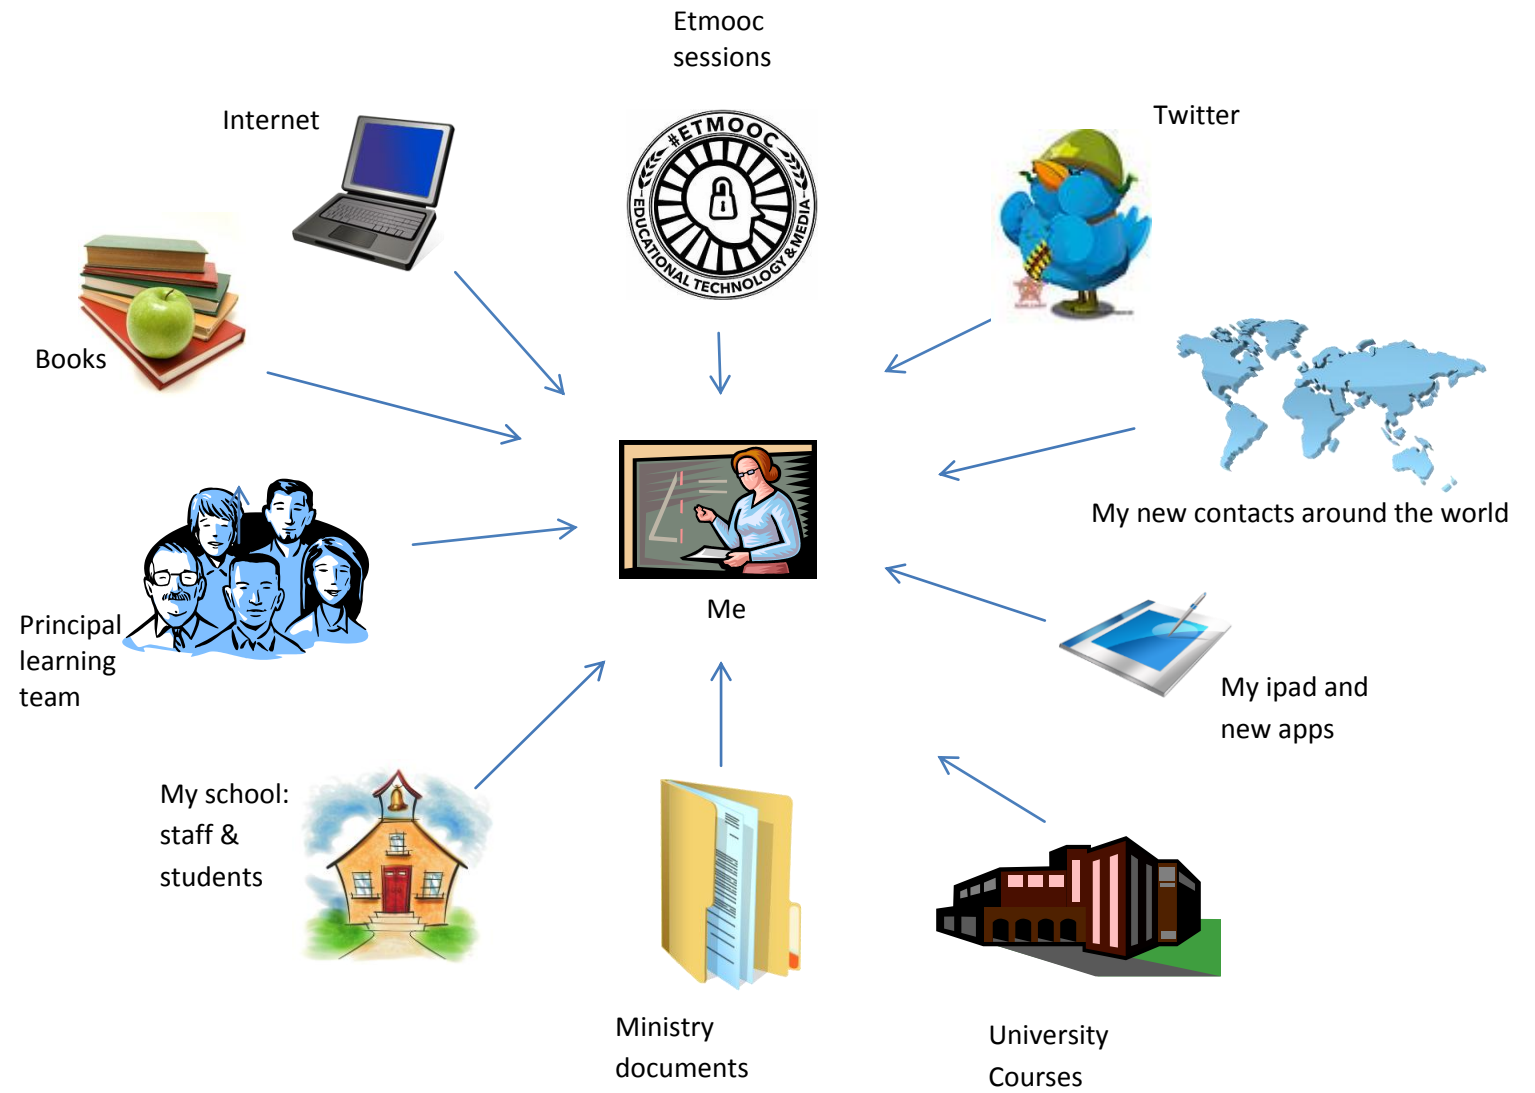 Etmooc
sessions
Internet
Twitter
#ETMOOC
EDUCATIONAL TECHNOLOGY & MEDIA
Books
My new contacts around the world
Me
Principal
learning
team
My ipad and
new apps
My school:
staff &
students
Ministry
documents
University
Courses